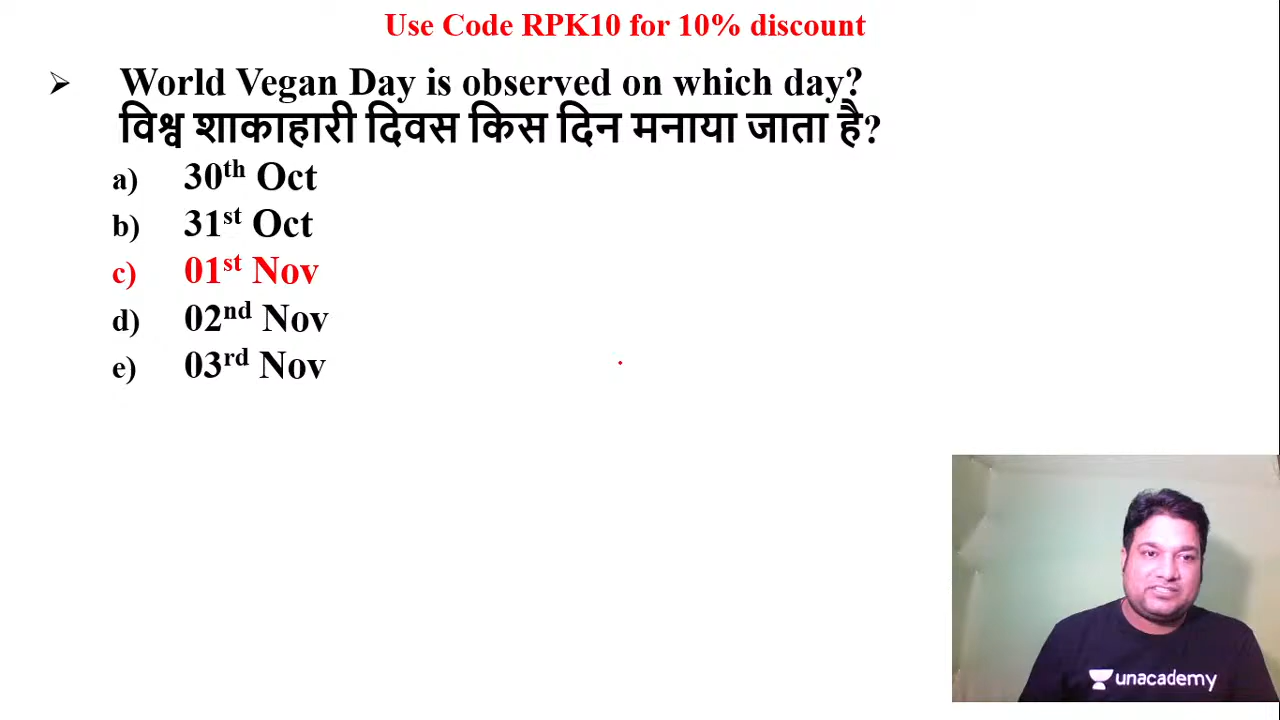 Use Code RPK10 for 10% discount
➢ World Vegan Day is observed on which day?
विश्व शाकाहारी दिवस किस दिन मनाया जाता है?
a) 30th Oct
b) 31st Oct
c) 01st Nov
d) 02nd Nov
e) 03rd Nov
unacademy